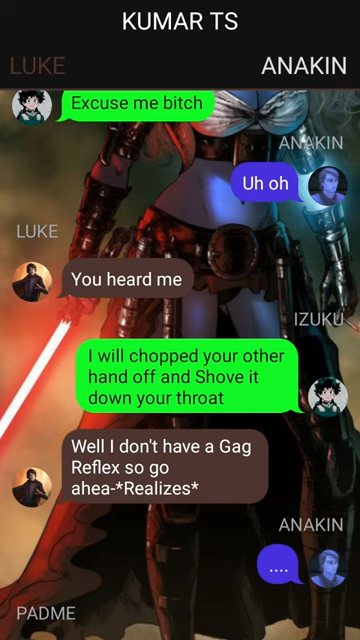 KUMAR TS
LUKE
ANAKIN
Excuse me bitch
ANAKIN
Uh oh
LUKE
You heard me
IZUKU
I will chopped your other
hand off and Shove it
down your throat
Well I don't have a Gag
Reflex so go
ahea-*Realizes*
ANAKIN
....
PADME